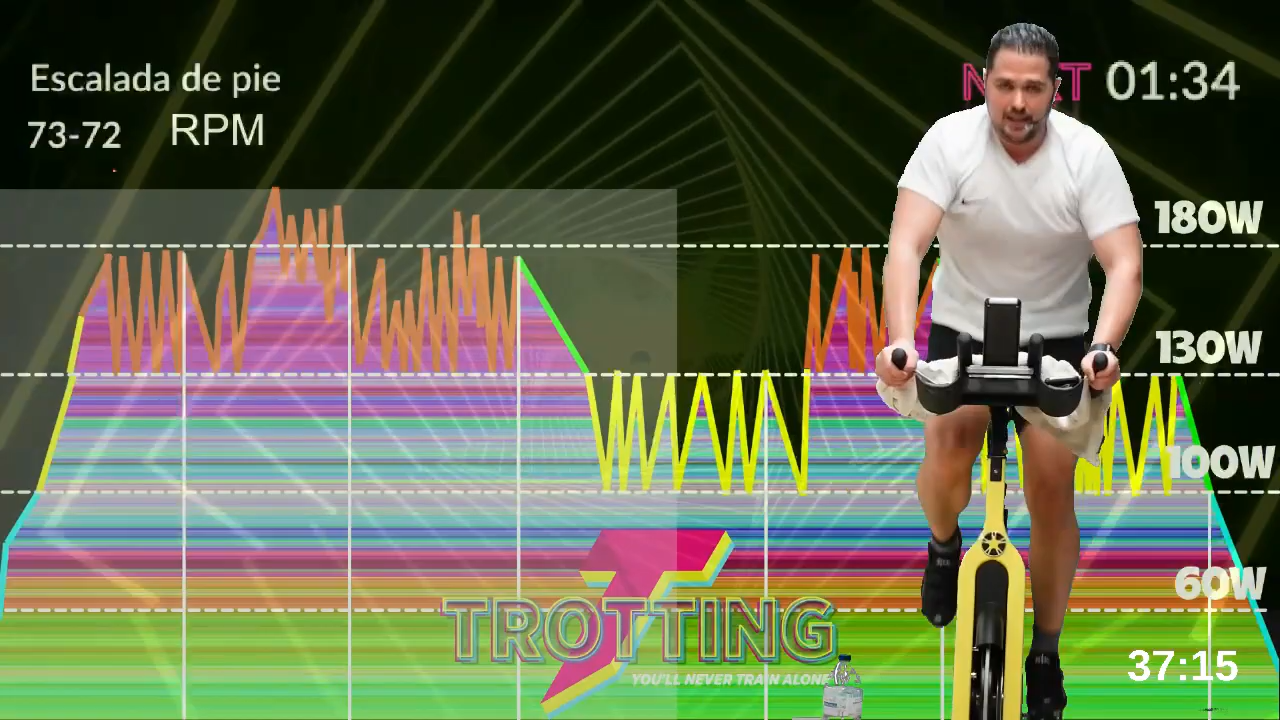 Escalada de pie
NEXT 01:34
73-72 RPM
180W
130W
100W
60W
TROTTING
YOU'LL NEVER TRAIN ALONE
37:15